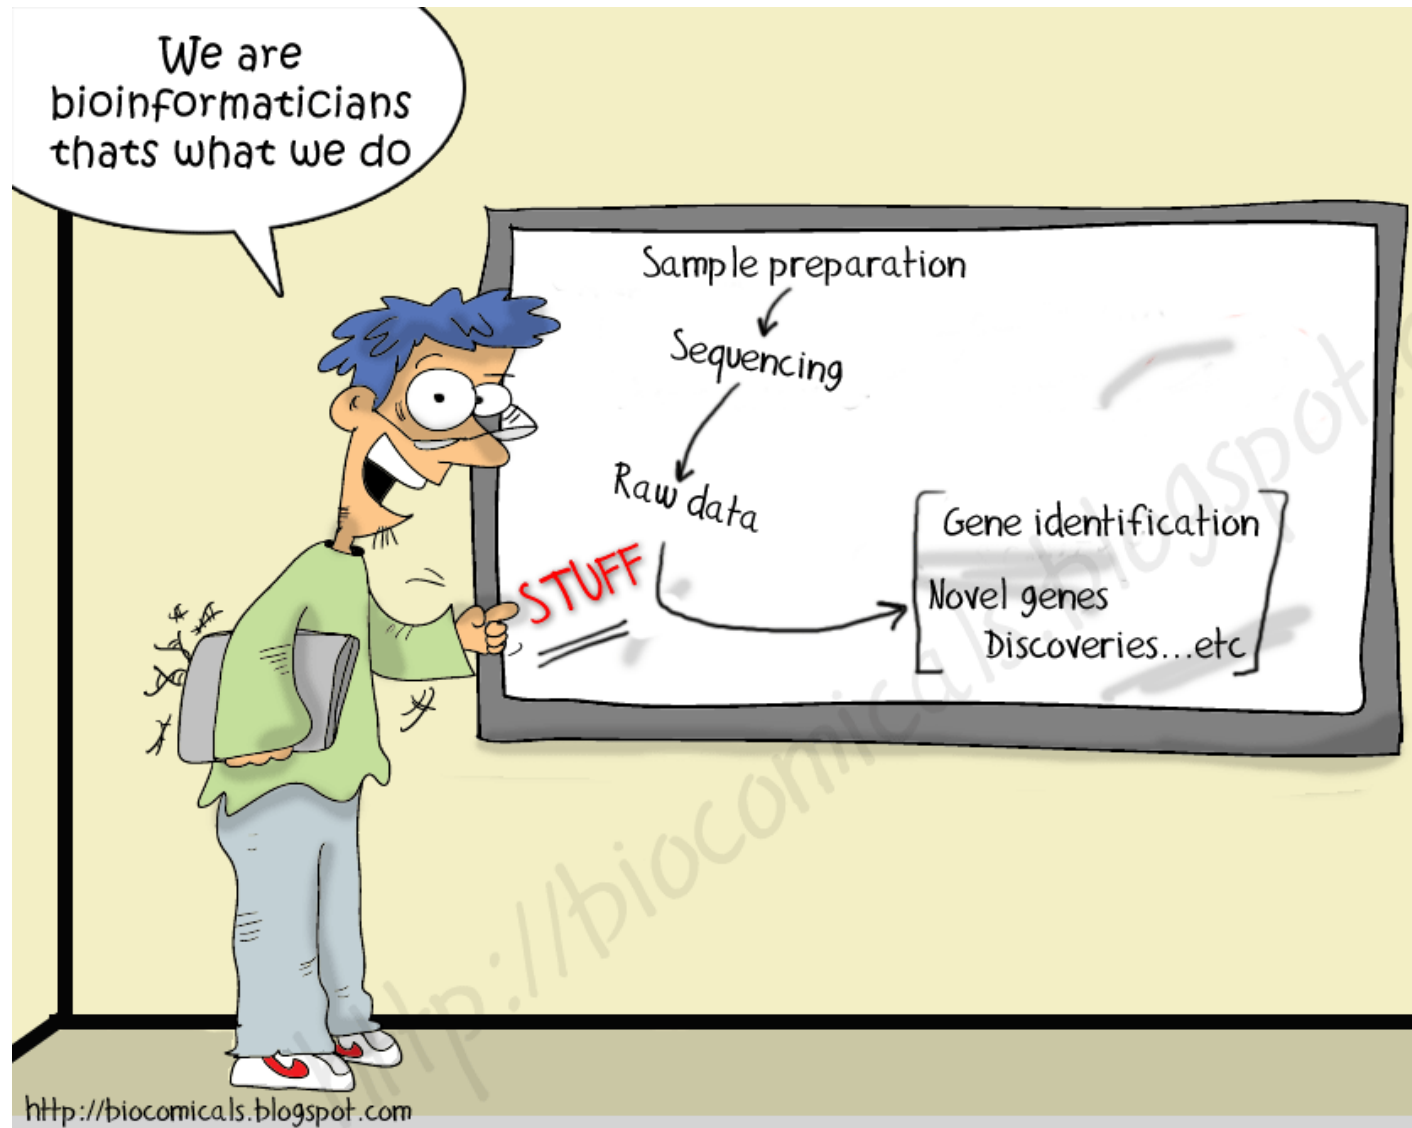 We are
bioinformaticians
thats what we do
Sample preparation
Sequencing
Raw data
STUFF
Gene identification
Novel genes
Discoveries...etc
http://biocomicals.blogspot.com
http://biocomicals.blogspot.c